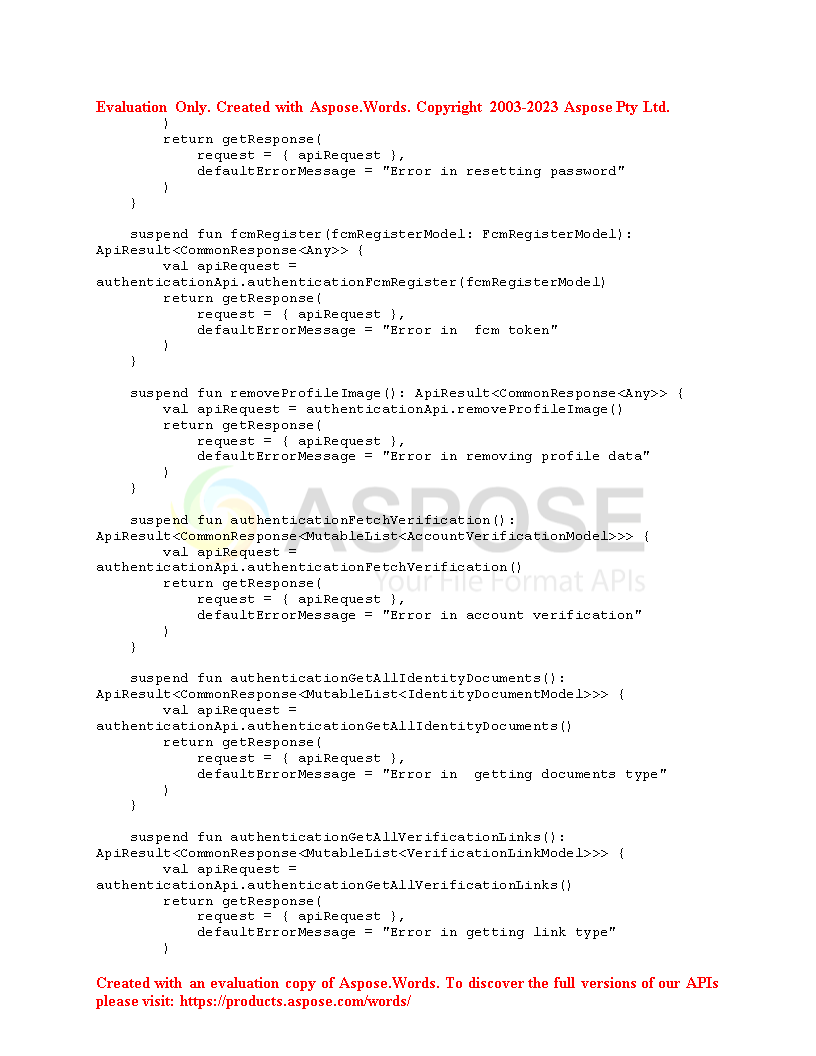 Evaluation Only. Created with Aspose.Words. Copyright 2003-2023 Aspose Pty Ltd.
        )
        return getResponse(
            request = { apiRequest },
            defaultErrorMessage = "Error in resetting password"
        )
    }

    suspend fun fcmRegister(fcmRegisterModel: FcmRegisterModel):
ApiResult<CommonResponse<Any>> {
        val apiRequest =
authenticationApi.authenticationFcmRegister(fcmRegisterModel)
        return getResponse(
            request = { apiRequest },
            defaultErrorMessage = "Error in  fcm token"
        )
    }

    suspend fun removeProfileImage(): ApiResult<CommonResponse<Any>> {
        val apiRequest = authenticationApi.removeProfileImage()
        return getResponse(
            request = { apiRequest },
            defaultErrorMessage = "Error in removing profile data"
        )
    }

    suspend fun authenticationFetchVerification():
ApiResult<CommonResponse<MutableList<AccountVerificationModel>>> {
        val apiRequest =
authenticationApi.authenticationFetchVerification()
        return getResponse(
            request = { apiRequest },
            defaultErrorMessage = "Error in account verification"
        )
    }

    suspend fun authenticationGetAllIdentityDocuments():
ApiResult<CommonResponse<MutableList<IdentityDocumentModel>>> {
        val apiRequest =
authenticationApi.authenticationGetAllIdentityDocuments()
        return getResponse(
            request = { apiRequest },
            defaultErrorMessage = "Error in  getting documents type"
        )
    }

    suspend fun authenticationGetAllVerificationLinks():
ApiResult<CommonResponse<MutableList<VerificationLinkModel>>> {
        val apiRequest =
authenticationApi.authenticationGetAllVerificationLinks()
        return getResponse(
            request = { apiRequest },
            defaultErrorMessage = "Error in getting link type"
        )
ASPOSE
Your File Format APIs
Created with an evaluation copy of Aspose.Words. To discover the full versions of our APIs
please visit: https://products.aspose.com/words/